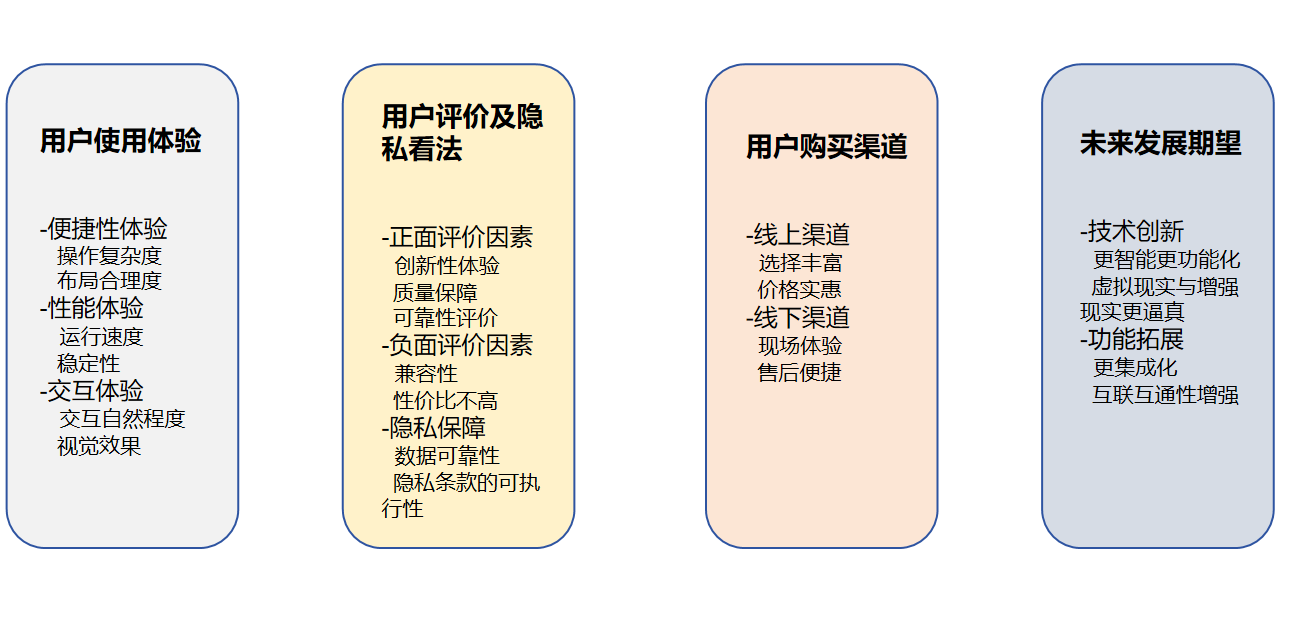 用户使用体验
-便捷性体验
操作复杂度
布局合理度
-性能体验
运行速度
稳定性
-交互体验
交互自然程度
视觉效果
用户评价及隐
私看法
-正面评价因素
创新性体验
质量保障
可靠性评价
-负面评价因素
兼容性
性价比不高
-隐私保障
数据可靠性
隐私条款的可执
行性
用户购买渠道
-线上渠道
选择丰富
价格实惠
-线下渠道
现场体验
售后便捷
未来发展期望
-技术创新
更智能更功能化
虚拟现实与增强
现实更逼真
-功能拓展
更集成化
互联互通性增强